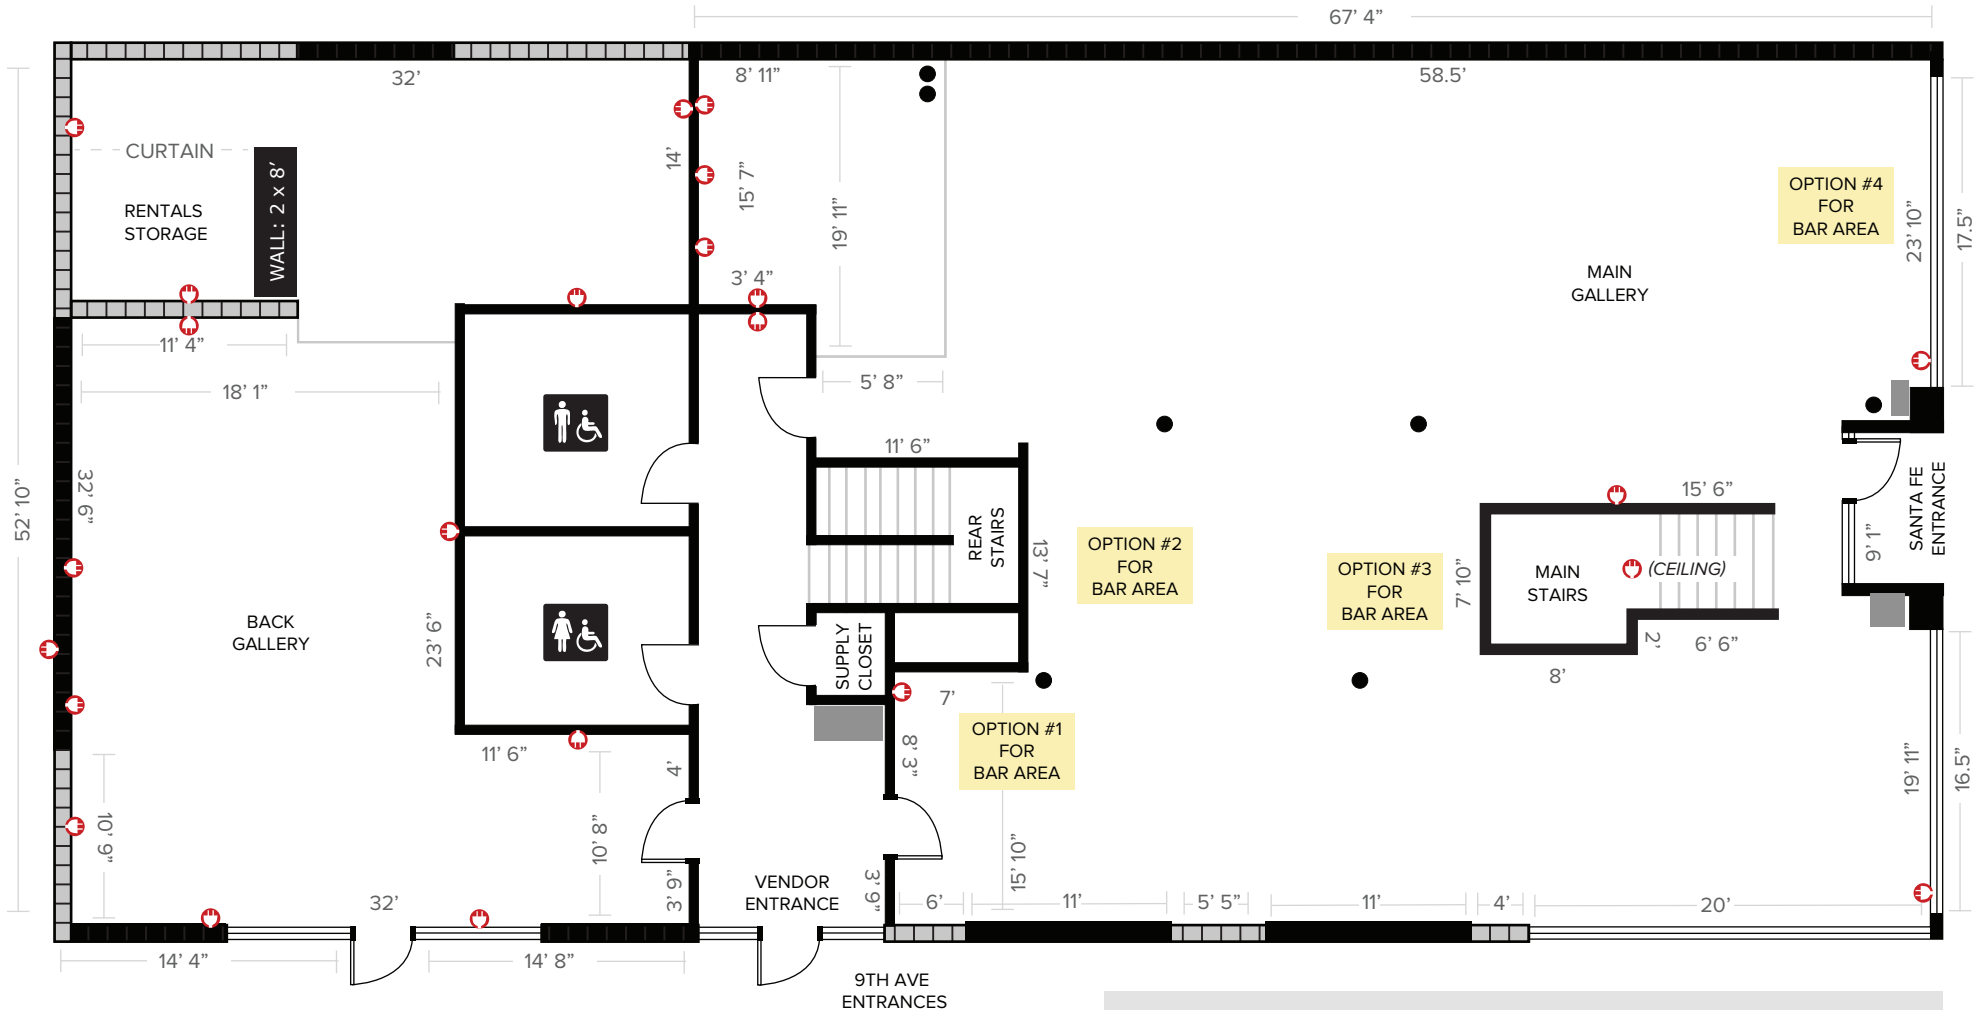 67’ 4”
32’
8’ 11”
58.5’
CURTAIN
RENTALS
STORAGE
WALL: 2 x 8’
14’
15’ 7”
19’ 11”
3’ 4”
OPTION #4
FOR
BAR AREA
23’ 10”
17.5”
MAIN
GALLERY
11’ 4”
18’ 1”
5’ 8”
11’ 6”
52’ 10”
32’ 6”
REAR
STAIRS
13’ 7”
OPTION #2
FOR
BAR AREA
OPTION #3
FOR
BAR AREA
7’ 10”
15’ 6”
MAIN
STAIRS
(CEILING)
9’ 1”
SANTA FE
ENTRANCE
2’
6’ 6”
8’
BACK
GALLERY
23’ 6”
SUPPLY
CLOSET
7’
OPTION #1
FOR
BAR AREA
8’ 3”
11’ 6”
4’
10’ 9”
10’ 8”
15’ 10”
19’ 11”
16.5”
3’ 9”
VENDOR
ENTRANCE
3’ 9”
32’
6’
11’
5’ 5”
11’
4’
20’
14’ 4”
14’ 8”
9TH AVE
ENTRANCES